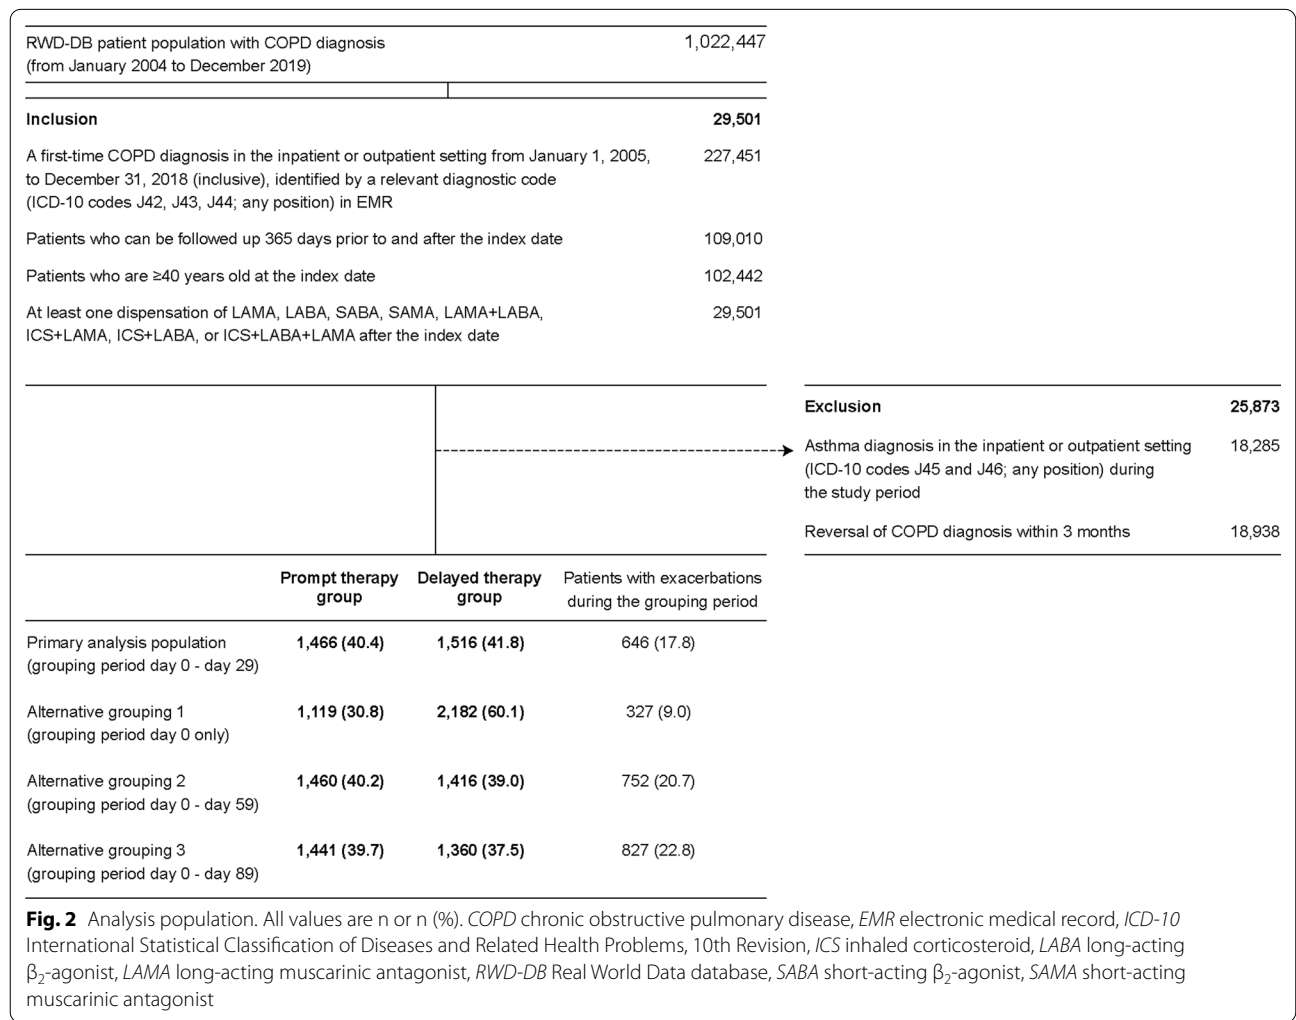 RWD-DB patient population with COPD diagnosis 1,022,447
(from January 2004 to December 2019)
Inclusion 29,501
A first-time COPD diagnosis in the inpatient or outpatient setting from January 1, 2005, 227,451
to December 31, 2018 (inclusive), identified by a relevant diagnostic code
(ICD-10 codes J42, J43, J44; any position) in EMR
Patients who can be followed up 365 days prior to and after the index date 109,010
Patients who are ≥40 years old at the index date 102,442
At least one dispensation of LAMA, LABA, SABA, SAMA, LAMA+LABA, 29,501
ICS+LAMA, ICS+LABA, or ICS+LABA+LAMA after the index date
Exclusion 25,873
Asthma diagnosis in the inpatient or outpatient setting 18,285
(ICD-10 codes J45 and J46; any position) during
the study period
Reversal of COPD diagnosis within 3 months 18,938
Prompt therapy Delayed therapy Patients with exacerbations
group group during the grouping period
Primary analysis population 1,466 (40.4) 1,516 (41.8) 646 (17.8)
(grouping period day 0 - day 29)
Alternative grouping 1 1,119 (30.8) 2,182 (60.1) 327 (9.0)
(grouping period day 0 only)
Alternative grouping 2 1,460 (40.2) 1,416 (39.0) 752 (20.7)
(grouping period day 0 - day 59)
Alternative grouping 3 1,441 (39.7) 1,360 (37.5) 827 (22.8)
(grouping period day 0 - day 89)
Fig. 2 Analysis population. All values are n or n (%). COPD chronic obstructive pulmonary disease, EMR electronic medical record, ICD-10
International Statistical Classification of Diseases and Related Health Problems, 10th Revision, ICS inhaled corticosteroid, LABA long-acting
β2-agonist, LAMA long-acting muscarinic antagonist, RWD-DB Real World Data database, SABA short-acting β2-agonist, SAMA short-acting
muscarinic antagonist